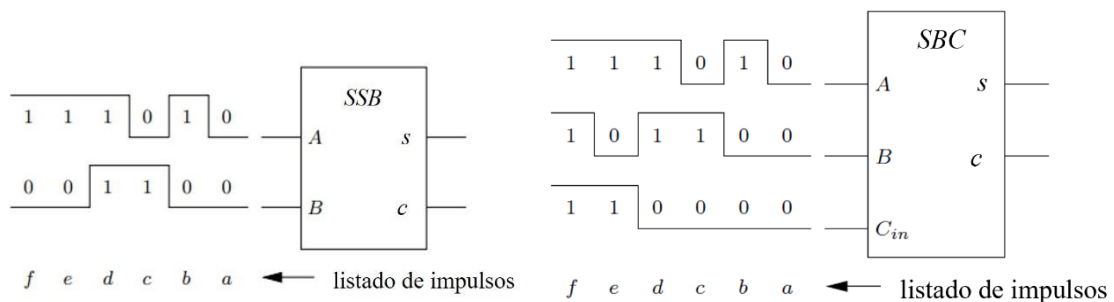 SSB
1 1 1 0 1 0
A s
0 0 1 1 0 0
B c
f e d c b a
listado de impulsos
SBC
1 1 1 0 1 0
A s
1 0 1 1 0 0
B c
1 1 0 0 0 0
C_in
f e d c b a
listado de impulsos